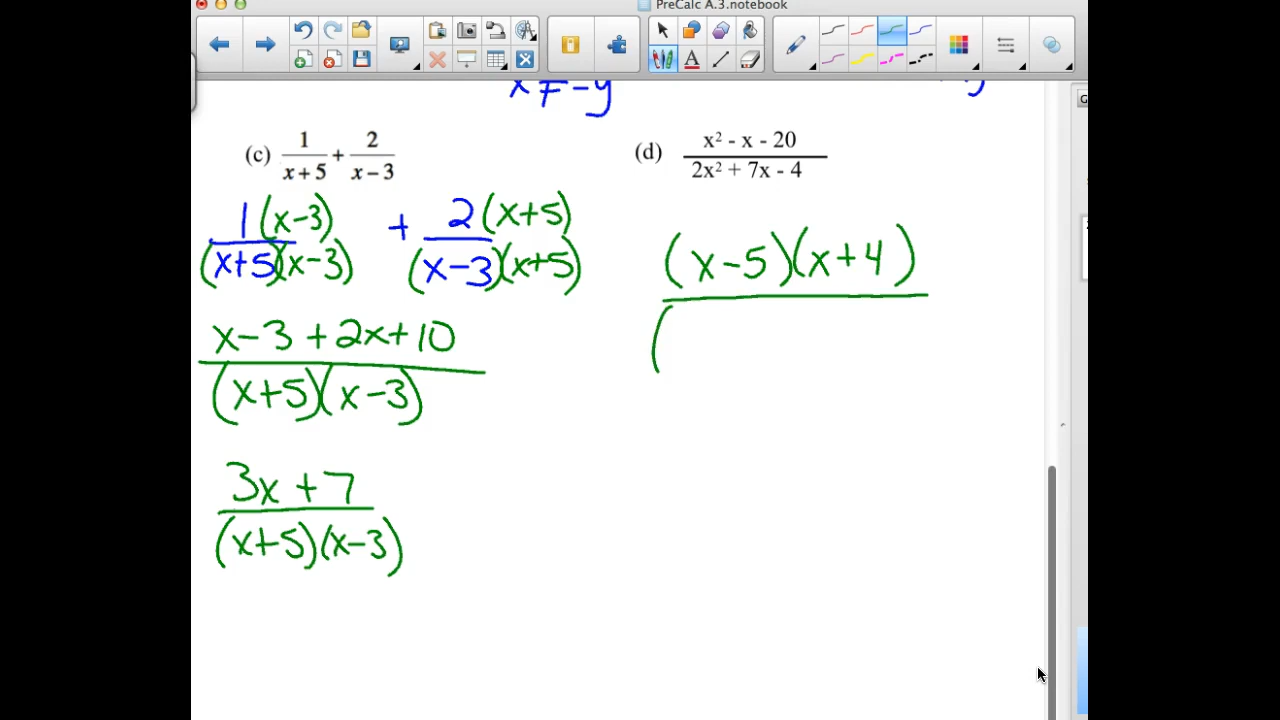 PreCalc A.3.notebook
x ≠ -y
(c) 1/(x+5) + 2/(x-3)
(d) (x² - x - 20)/(2x² + 7x - 4)
1(x-3)/((x+5)(x-3)) + 2(x+5)/((x-3)(x+5))
(x-5)(x+4)
(
x-3+2x+10
(x+5)(x-3)
3x+7
(x+5)(x-3)